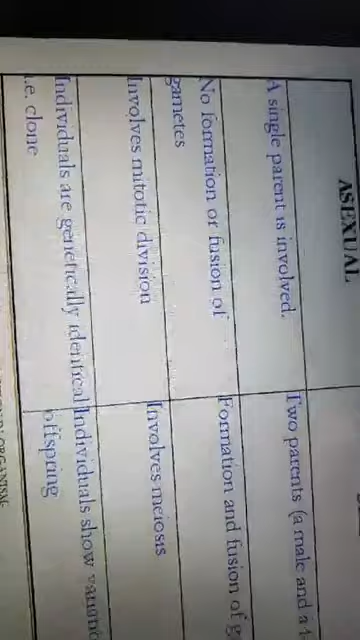 ASEXUAL
A single parent is involved.
Two parents (a male and a
No formation or fusion of
gametes
Formation and fusion of
Involves mitotic division
Involves meiosis
Individuals are genetically identical
i.e. clone
Individuals show
offspring